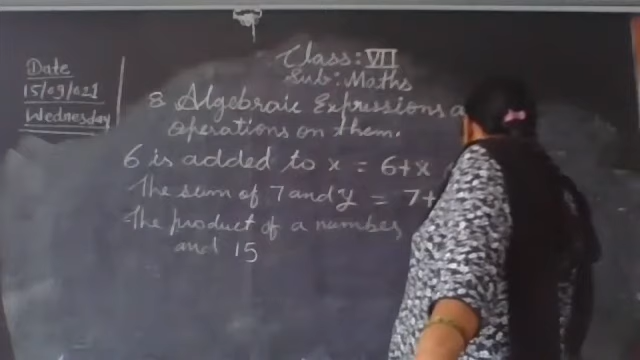 Date
15/09/021
Wednesday
Class: VII
Sub: Maths
8 Algebraic Expressions a
operations on them.
6 is added to x = 6+x
The sum of 7 and y = 7+
The product of a number
and 15